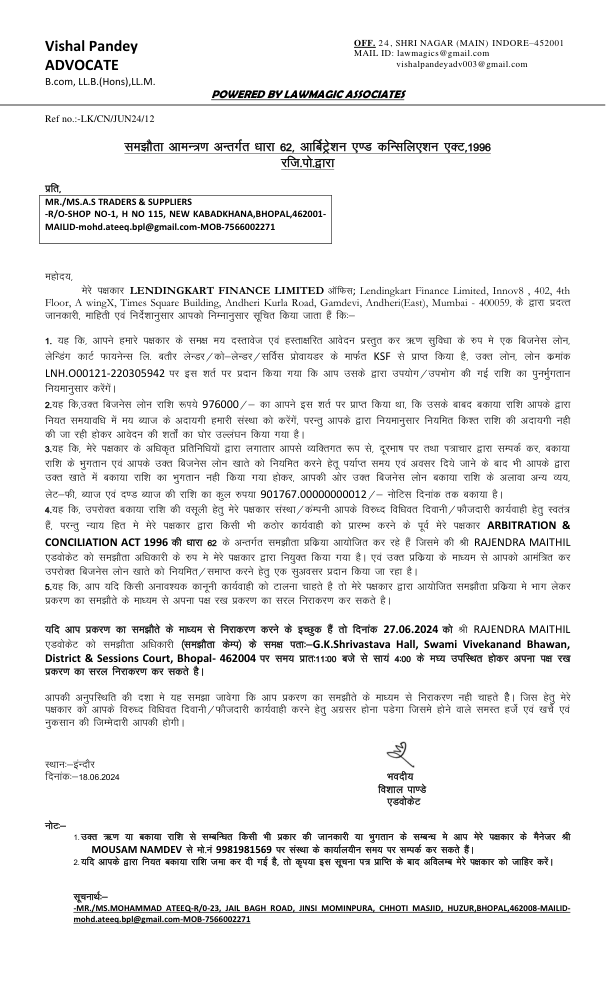 Vishal Pandey
ADVOCATE
B.com, LL.B.(Hons),LL.M.
OFF. 24, SHRI NAGAR (MAIN) INDORE–452001
MAIL ID: lawmagics@gmail.com
vishalpandeyadv003@gmail.com
POWERED BY LAWMAGIC ASSOCIATES
Ref no.:-LK/CN/JUN24/12
समझौता आमन्त्रण अन्तर्गत धारा 62, आर्बिट्रेशन एण्ड कन्सिलिएशन एक्ट,1996
रजि.पो.द्वारा
प्रति,
MR./MS.A.S TRADERS & SUPPLIERS
-R/O-SHOP NO-1, H NO 115, NEW KABADKHANA,BHOPAL,462001-
MAILID-mohd.ateeq.bpl@gmail.com-MOB-7566002271
महोदय,
मेरे पक्षकार LENDINGKART FINANCE LIMITED ऑफिस; Lendingkart Finance Limited, Innov8 , 402, 4th
Floor, A wingX, Times Square Building, Andheri Kurla Road, Gamdevi, Andheri(East), Mumbai - 400059, के द्वारा प्रदत्त
जानकारी, माहिती एवं निर्देशानुसार आपको निम्नानुसार सूचित किया जाता हैं कि:–
1. यह कि, आपने हमारे पक्षकार के समक्ष मय दस्तावेज एवं हस्ताक्षरित आवेदन प्रस्तुत कर ऋण सुविधा के रुप मे एक बिजनेस लोन,
लेन्डिंग कार्ट फायनेन्स लि. बतौर लेन्डर/को–लेन्डर/सर्विस प्रोवायडर के मार्फत KSF से प्राप्त किया है, उक्त लोन, लोन क्रमांक
LNH.O00121-220305942 पर इस शर्त पर प्रदान किया गया कि आप उसके द्वारा उपयोग/उपभोग की गई राशि का पुनर्मुगतान
नियमानुसार करेंगें।
2.यह कि,उक्त बिजनेस लोन राशि रूपये 976000/– का आपने इस शर्त पर प्राप्त किया था, कि उसके बादद बकाया राशि आपके द्वारा
नियत समयावधि में मय ब्याज के अदायगी हमारी संस्था को करेंगें, परन्तु आपके द्वारा नियमानुसार नियमित किश्त राशि की अदायगी नही
की जा रही होकर आवेदन की शर्तो का घोर उल्लंघन किया गया है।
3.यह कि, मेरे पक्षकार के अधिकृत प्रतिनिधियों द्वारा लगातार आपसे व्यक्तिगत रूप से, दूरभाष पर तथा पत्राचार द्वारा सम्पर्क कर, बकाया
राशि के भुगतान एवं आपके उक्त बिजनेस लोन खाते को नियमित करने हेतू पर्याप्त समय एवं अवसर दिये जाने के बाद भी आपके द्वारा
उक्त खाते में बकाया राशि का भुगतान नही किया गया होकर, आपकी ओर उक्त बिजनेस लोन खाते में बकाया राशि के अलावा अन्य व्यय,
लेट–फी, ब्याज एवं दण्ड ब्याज की राशि का कुल रुपया 901767.00000000012/– नोटिस दिनांक तक बकाया है।
4.यह कि, उपरोक्त बकाया राशि की वसूली हेतु मेरे पक्षकार संस्था/कंम्पनी आपके विरुद विधिवत दिवानी/फौजदारी कार्यवाही हेतु स्वतंत्र
हैं, परन्तु न्याय हित मे मेरे पक्षकार द्वारा किसी भी कठोर कार्यवाही को प्रारम्भ करने के पूर्व मेरे पक्षकार ARBITRATION &
CONCILIATION ACT 1996 की धारा 62 के अन्तर्गत समझौता प्रकिया आयोजित कर रहे हैं जिसमे की श्री RAJENDRA MAITHIL
एडवोकेट को समझौता अधिकारी के रुप मे मेरे पक्षकार द्वारा नियुक्त किया गया है। एवं उक्त प्रकिया के माध्यम से आपको आमंत्रित कर
उपरोक्त बिजनेस लोन खाते को नियमित/समाप्त करने हेतु एक सुअवसर प्रदान किया जा रहा है।
5.यह कि, आप यदि किसी अनावश्यक कानूनी कार्यवाही को टालना चाहते है तो मेरे पक्षकार द्वारा आयोजित समझौता प्रकिया मे भाग लेकर
प्रकरण का समझौते के माध्यम से अपना पक्ष रख प्रकरण का सरल निराकरण कर सकते है।
यदि आप प्रकरण का समझौते के माध्यम से निराकरण करने के इच्छुक हैं तो दिनांक 27.06.2024 को श्री RAJENDRA MAITHIL
एडवोकेट को समझौता अधिकारी (समझौता केम्प) के समक्ष पताः–G.K.Shrivastava Hall, Swami Vivekanand Bhawan,
District & Sessions Court, Bhopal- 462004 पर समय प्रातः11:00 बजे से सायं 4:00 के मघ्य उपस्थित होकर अपना पक्ष रख
प्रकरण का सरल निराकरण कर सकते है।
आपकी अनुपस्थिति की दशा मे यह समझा जावेगा कि आप प्रकरण का समझौते के माध्यम से निराकरण नही चाहते हैै। जिस हेतु मेरे
पक्षकार को आपके विरुध्द विधिवत दिवानी/फौजदारी कार्यवाही करने हेतु अग्रसर होना पडेगा जिसमे होने वाले समस्त हर्जे एवं खर्चे एवं
नुकसान की जिम्मेदारी आपकी होगी।
स्थानः–इंन्दौर
दिनांकः–18.06.2024
भवदीय
विशाल पाण्डे
एडवोकेट
नोटः–
1.उक्त ऋण या बकाया राशि से सम्बन्धित किसी भी प्रकार की जानकारी या भुगतान के सम्बन्ध मे आप मेरे पक्षकार के मैनेजर श्री
MOUSAM NAMDEV से मो.नं 9981981569 पर संस्था के कार्यालयीन समय पर सम्पर्क कर सकते हैं।
2.यदि आपके द्वारा नियत बकाया राशि जमा कर दी गई है, तो कृपया इस सूचना पत्र प्राप्ति के बाद अविलम्ब मेरे पक्षकार को जाहिर करें।
सूचनार्थः–
-MR./MS.MOHAMMAD ATEEQ-R/0-23, JAIL BAGH ROAD, JINSI MOMINPURA, CHHOTI MASJID, HUZUR,BHOPAL,462008-MAILID-
mohd.ateeq.bpl@gmail.com-MOB-7566002271